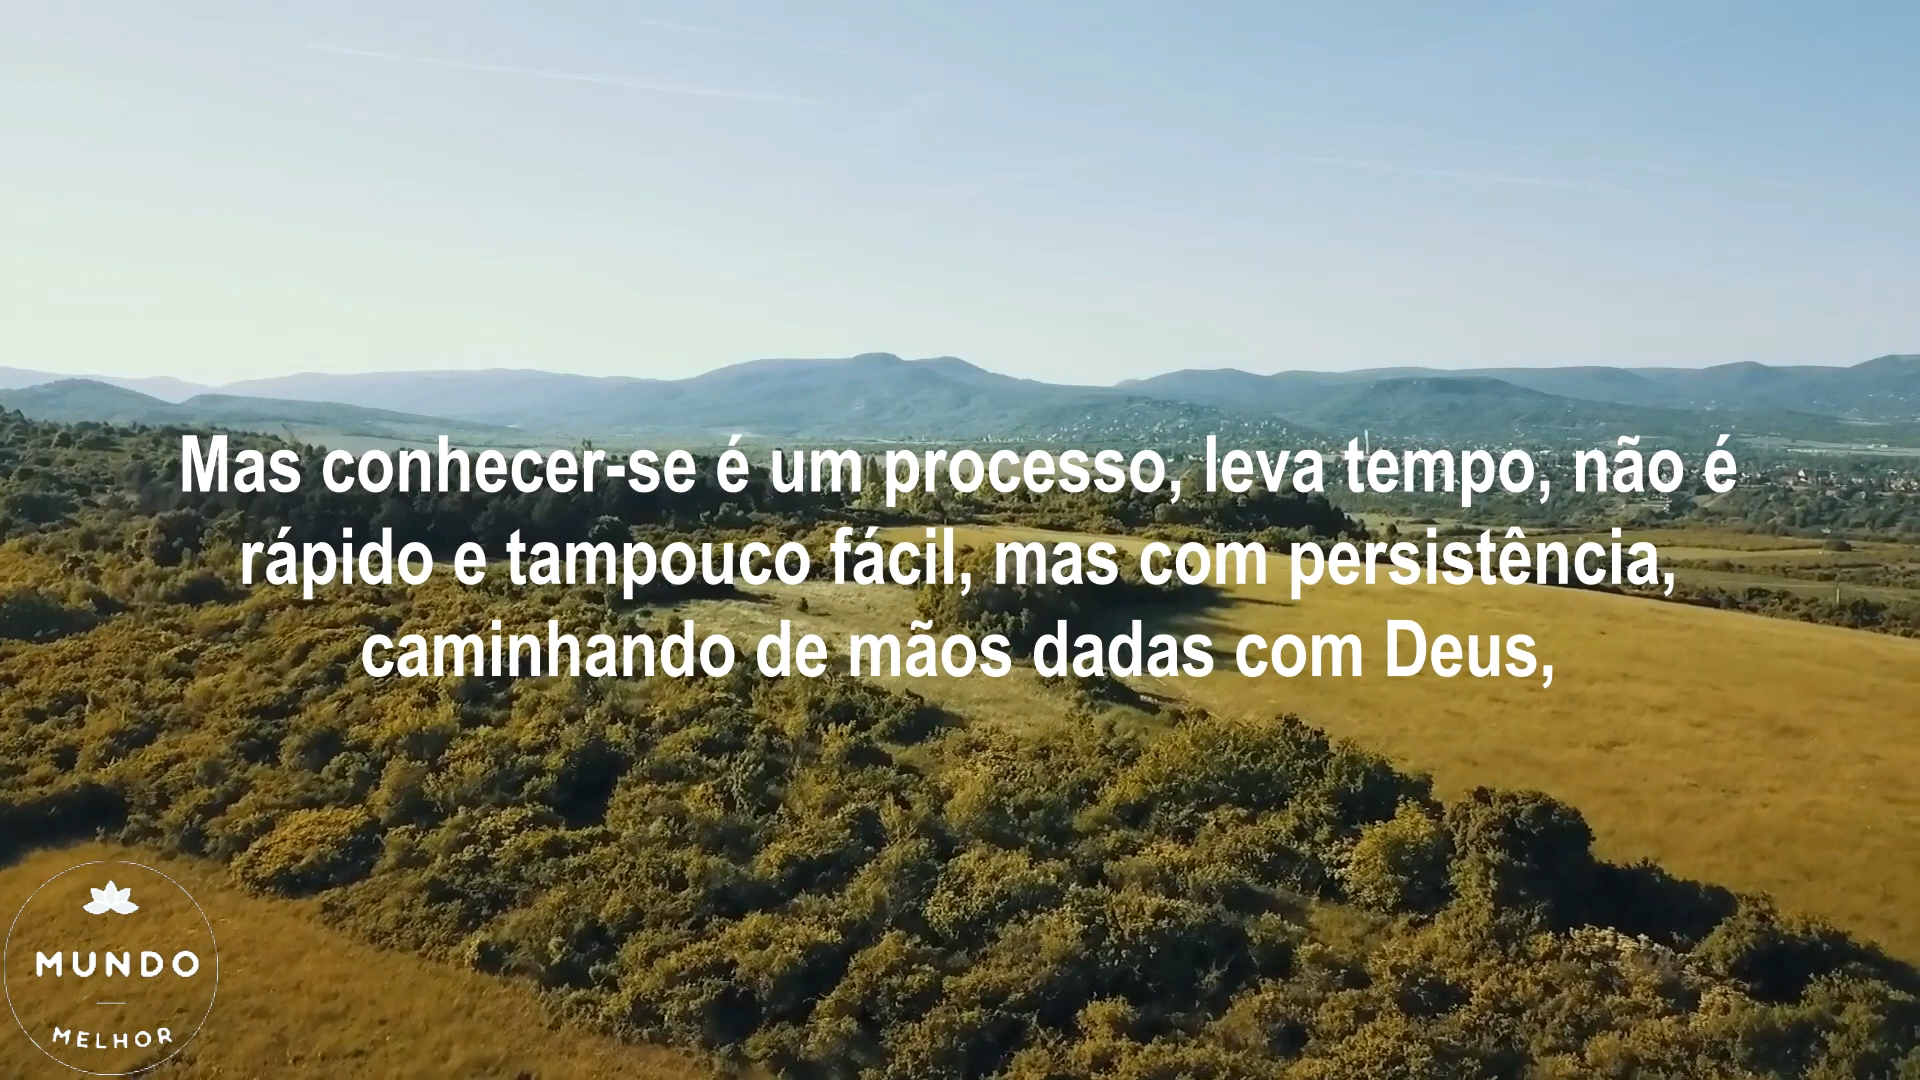 Mas conhecer-se é um processo, leva tempo, não é
rápido e tampouco fácil, mas com persistência,
caminhando de mãos dadas com Deus,
MUNDO
MELHOR